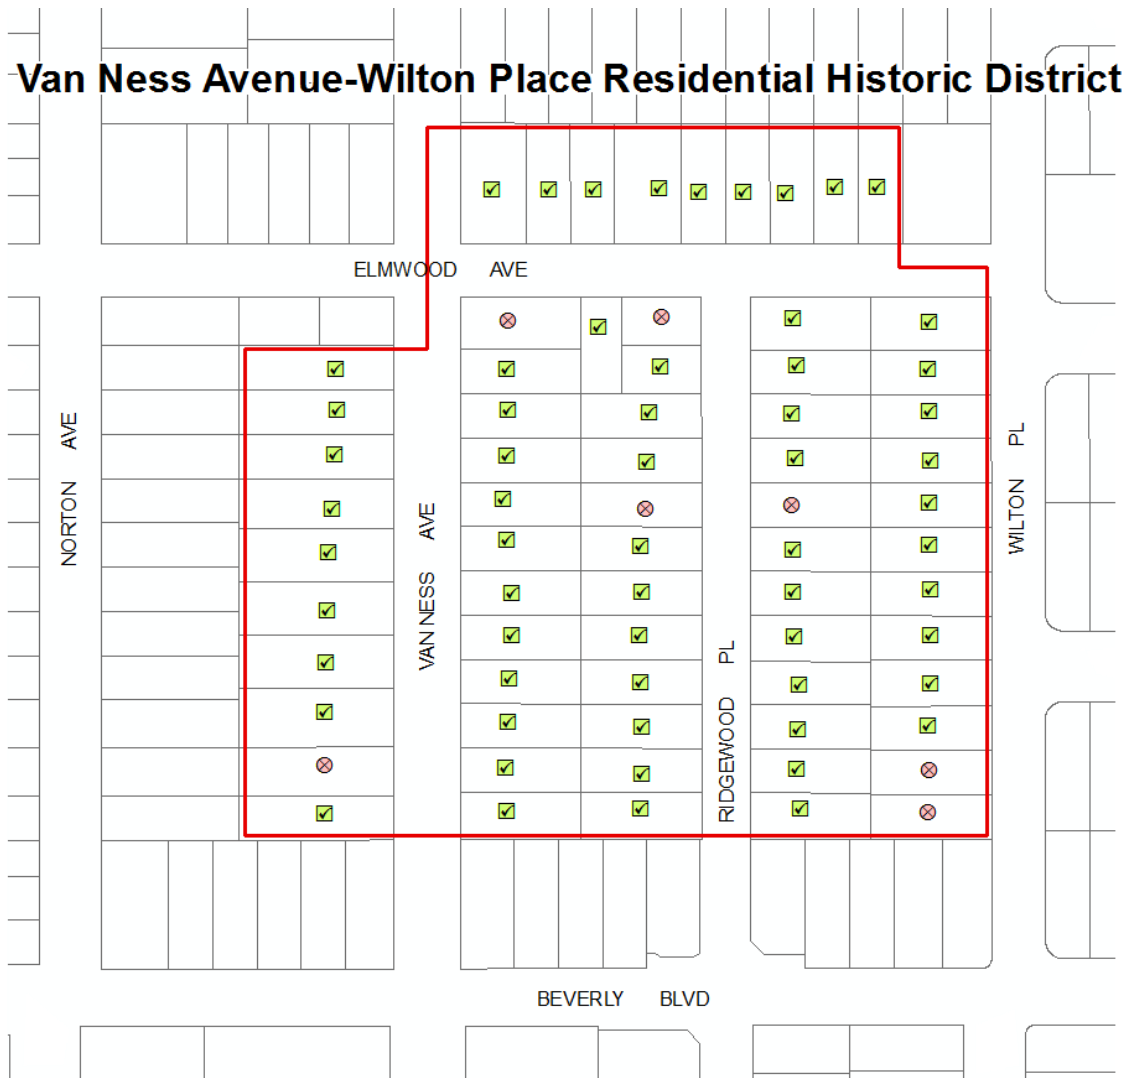 Van Ness Avenue-Wilton Place Residential Historic District
ELMWOOD AVE
NORTON AVE
VAN NESS AVE
RIDGEWOOD PL
WILTON PL
BEVERLY BLVD